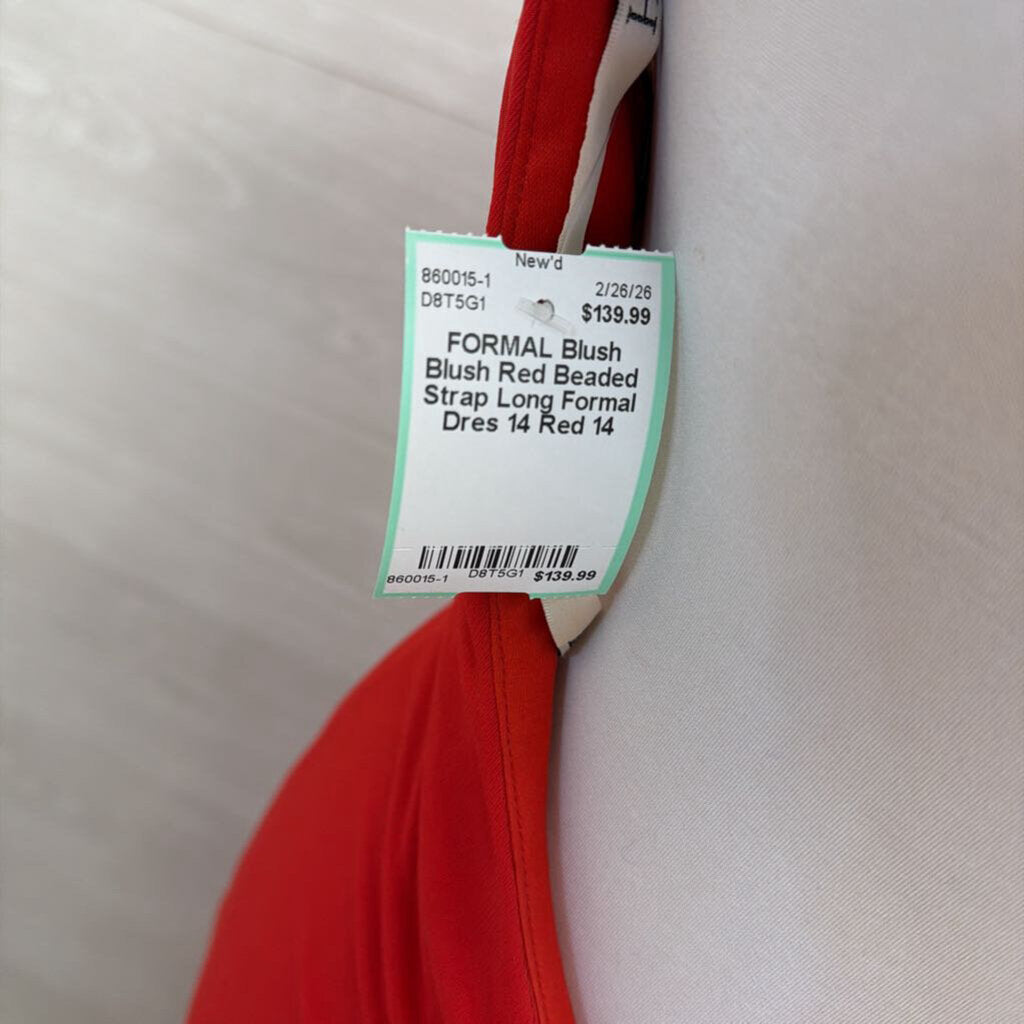 New'd
860015-1 2/26/26
D8T5G1 $139.99
FORMAL Blush
Blush Red Beaded
Strap Long Formal
Dres 14 Red 14
860015-1 D8T5G1 $139.99